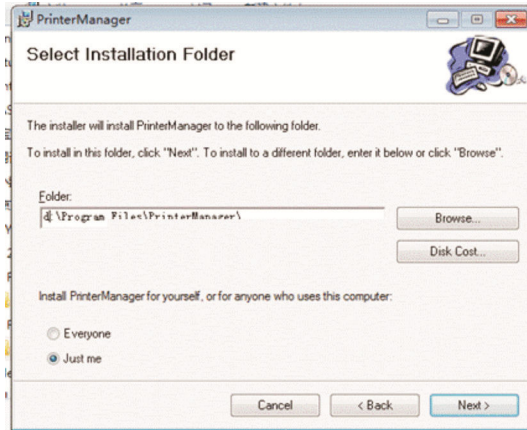 PrinterManager
Select Installation Folder
The installer will install PrinterManager to the following folder.
To install in this folder, click "Next". To install to a different folder, enter it below or click "Browse".
Folder:
d:\Program Files\PrinterManager\
Browse...
Disk Cost...
Install PrinterManager for yourself, or for anyone who uses this computer:
Everyone
Just me
Cancel
< Back
Next >